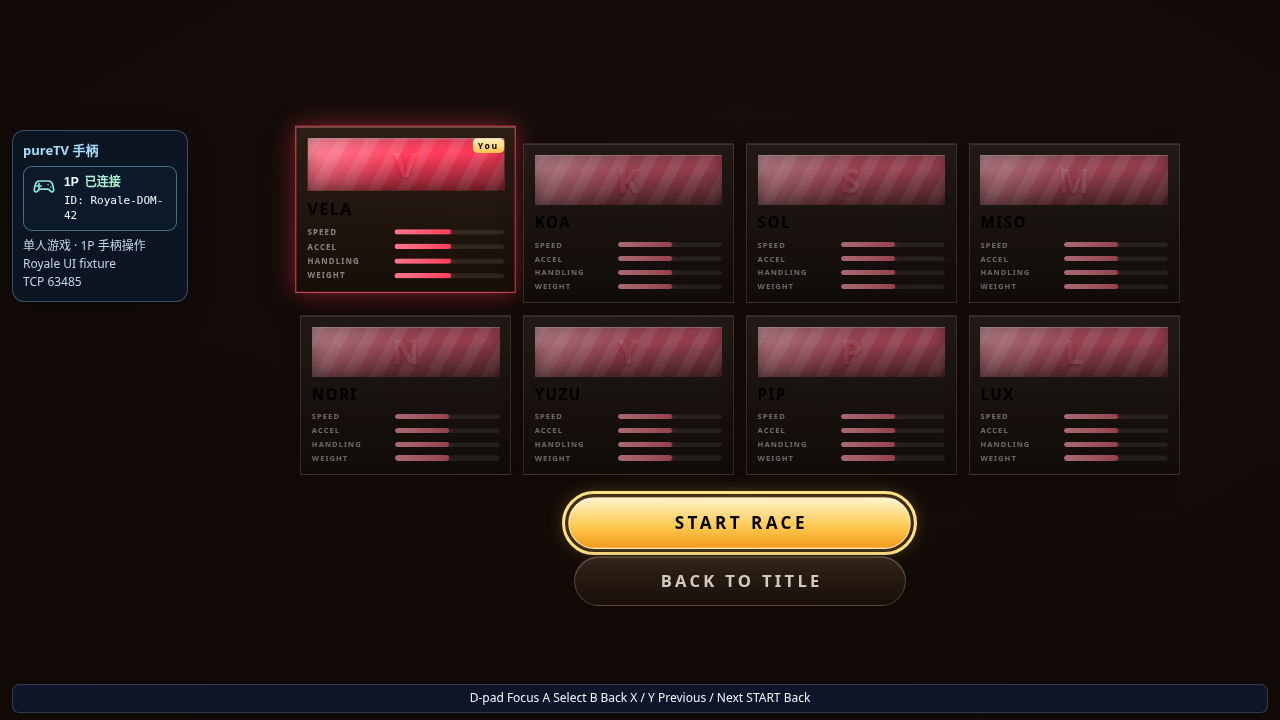 pureTV 手柄
1P 已连接
ID: Royale-DOM-
42
单人游戏 · 1P 手柄操作
Royale UI fixture
TCP 63485
You
V
VELA
SPEED
ACCEL
HANDLING
WEIGHT
K
KOA
SPEED
ACCEL
HANDLING
WEIGHT
S
SOL
SPEED
ACCEL
HANDLING
WEIGHT
M
MISO
SPEED
ACCEL
HANDLING
WEIGHT
N
NORI
SPEED
ACCEL
HANDLING
WEIGHT
Y
YUZU
SPEED
ACCEL
HANDLING
WEIGHT
P
PIP
SPEED
ACCEL
HANDLING
WEIGHT
L
LUX
SPEED
ACCEL
HANDLING
WEIGHT
START RACE
BACK TO TITLE
D-pad Focus A Select B Back X / Y Previous / Next START Back